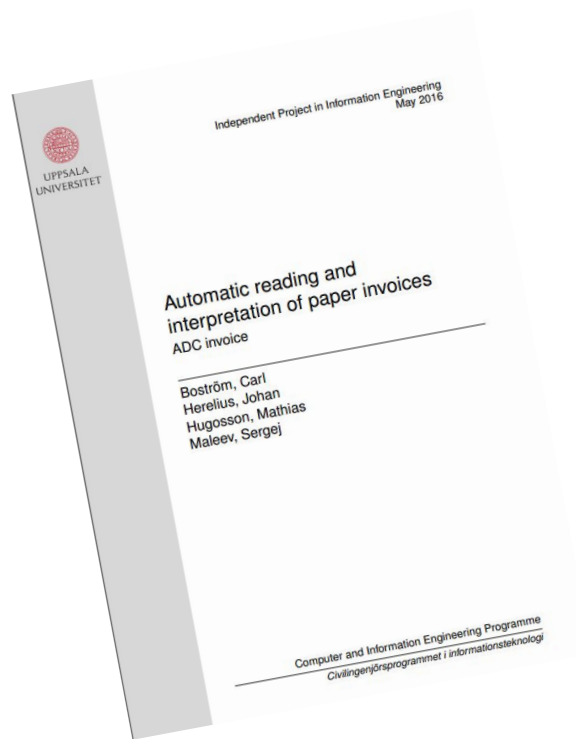 Independent Project in Information Engineering
May 2016
UPPSALA
UNIVERSITET
Automatic reading and
interpretation of paper invoices
ADC invoice
Boström, Carl
Herelius, Johan
Hugosson, Mathias
Maleev, Sergej
Computer and Information Engineering Programme
Civilingenjörsprogrammet i informationsteknologi